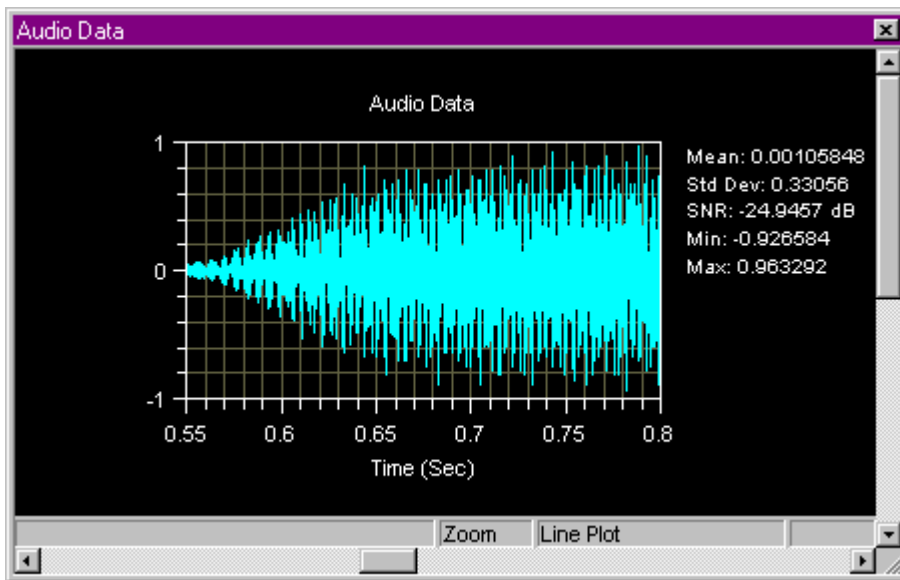 Audio Data
Audio Data
1
0
-1
0.55 0.6 0.65 0.7 0.75 0.8
Time (Sec)
Mean: 0.00105848
Std Dev: 0.33056
SNR: -24.9457 dB
Min: -0.926584
Max: 0.963292
Zoom Line Plot